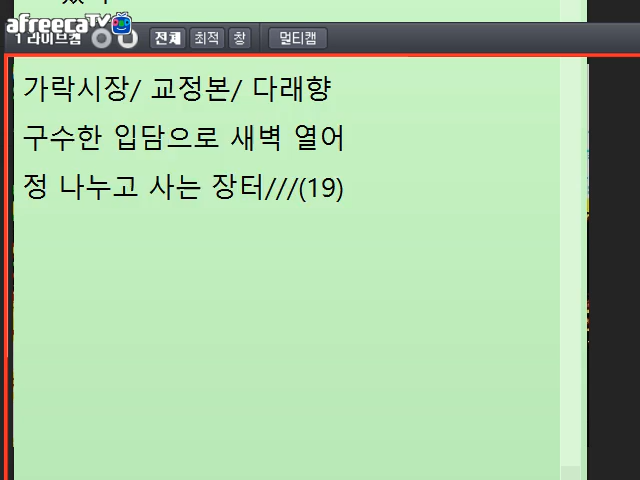 afreecaTV
1 라이브캠 전체 최적 창 멀티캠
가락시장/ 교정본/ 다래향
구수한 입담으로 새벽 열어
정 나누고 사는 장터///(19)